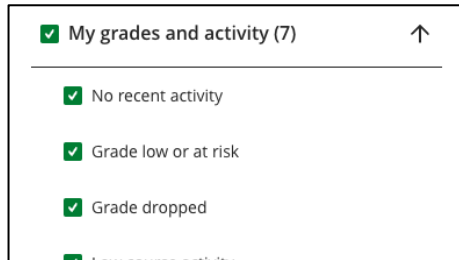 My grades and activity (7)
No recent activity
Grade low or at risk
Grade dropped